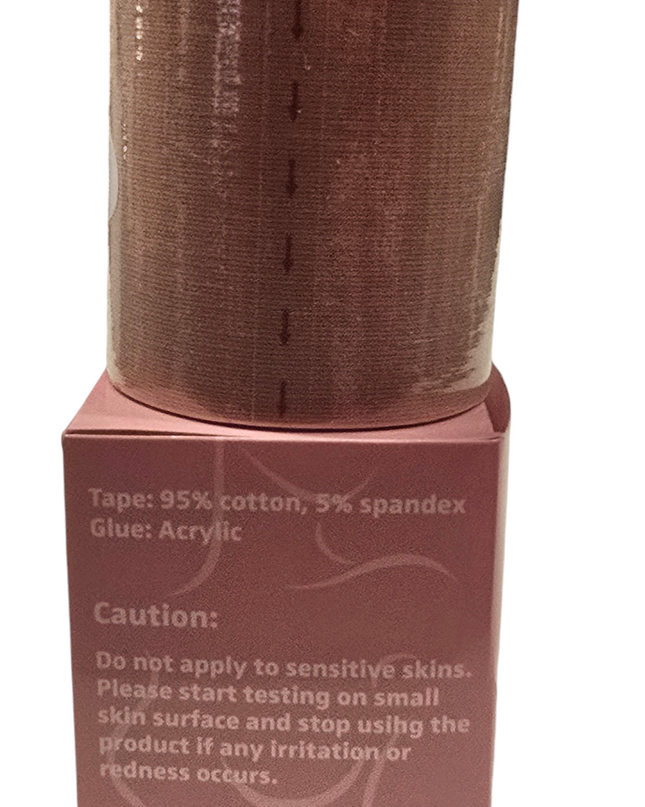 Tape: 95% cotton, 5% spandex
Glue: Acrylic
Caution:
Do not apply to sensitive skins.
Please start testing on small
skin surface and stop usihg the
product if any irritation or
redness occurs.